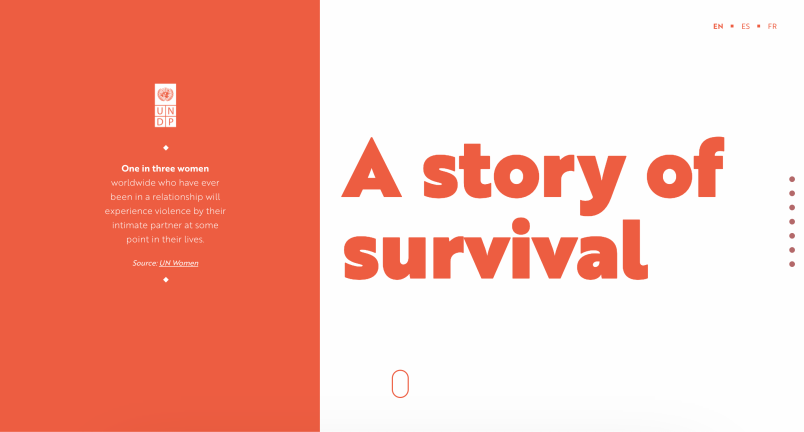 EN ES FR
U N
D P
One in three women
worldwide who have ever
been in a relationship will
experience violence by their
intimate partner at some
point in their lives.
Source: UN Women
A story of
survival